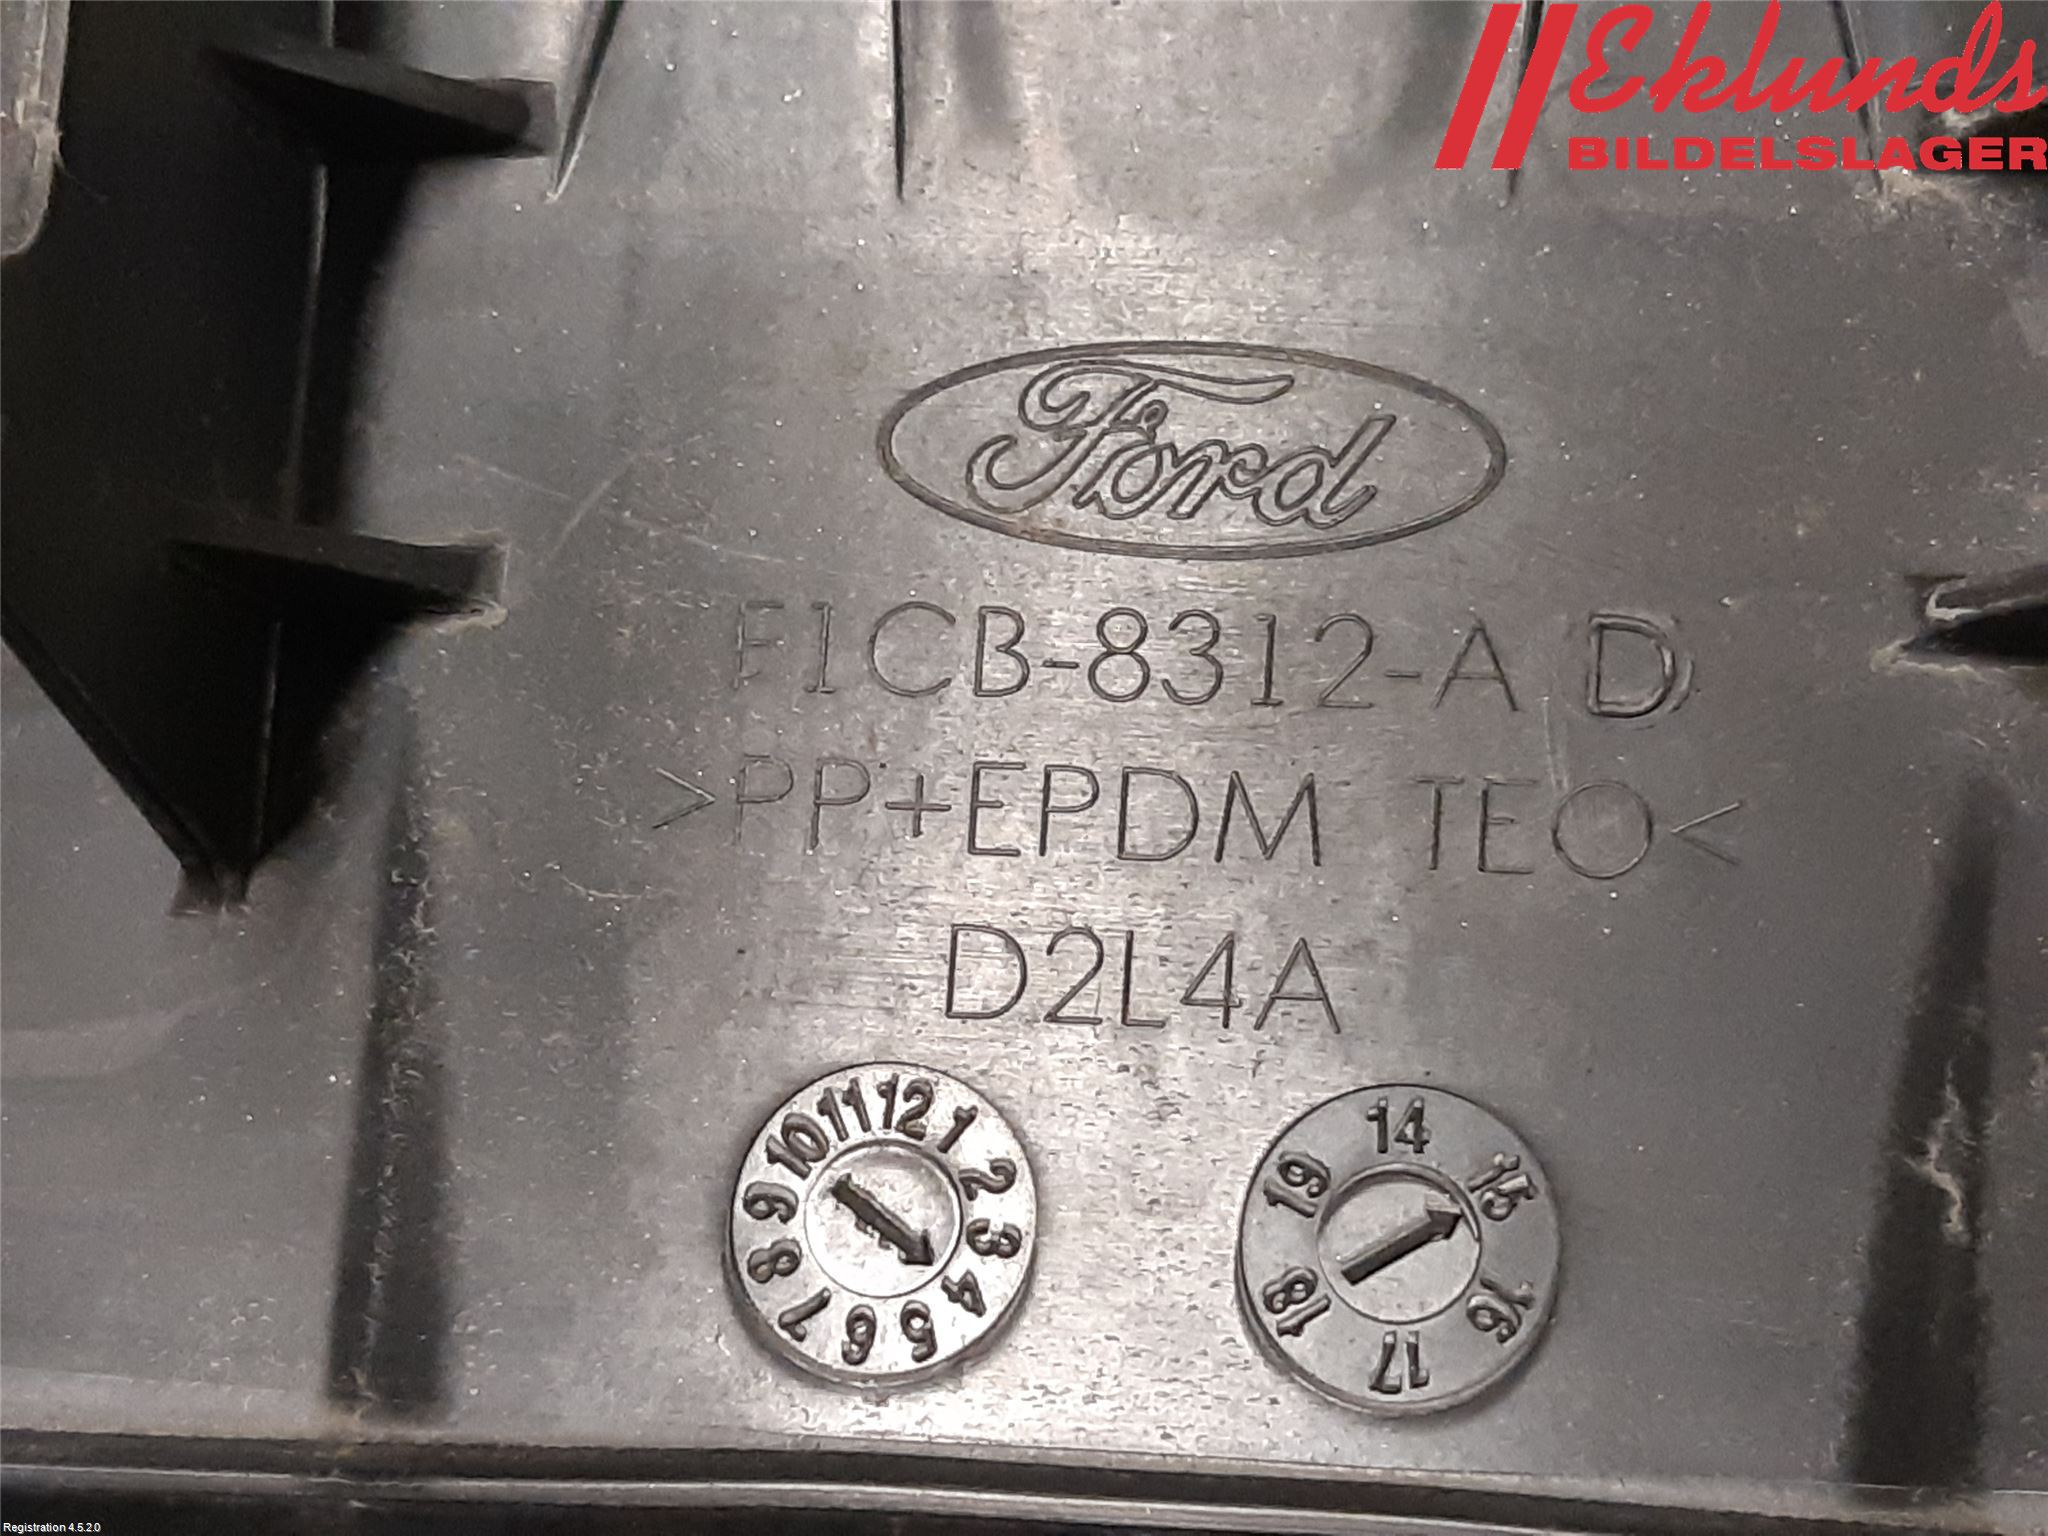 Eklunds
BILDELSLAGER
Ford
F1CB-8312-A D
>PP+EPDM TEO<
D2L4A
12 1 2 3 4 5 6 7 8 9 10 11
14 15 16 17 18 19
Registration 4.5.2.0